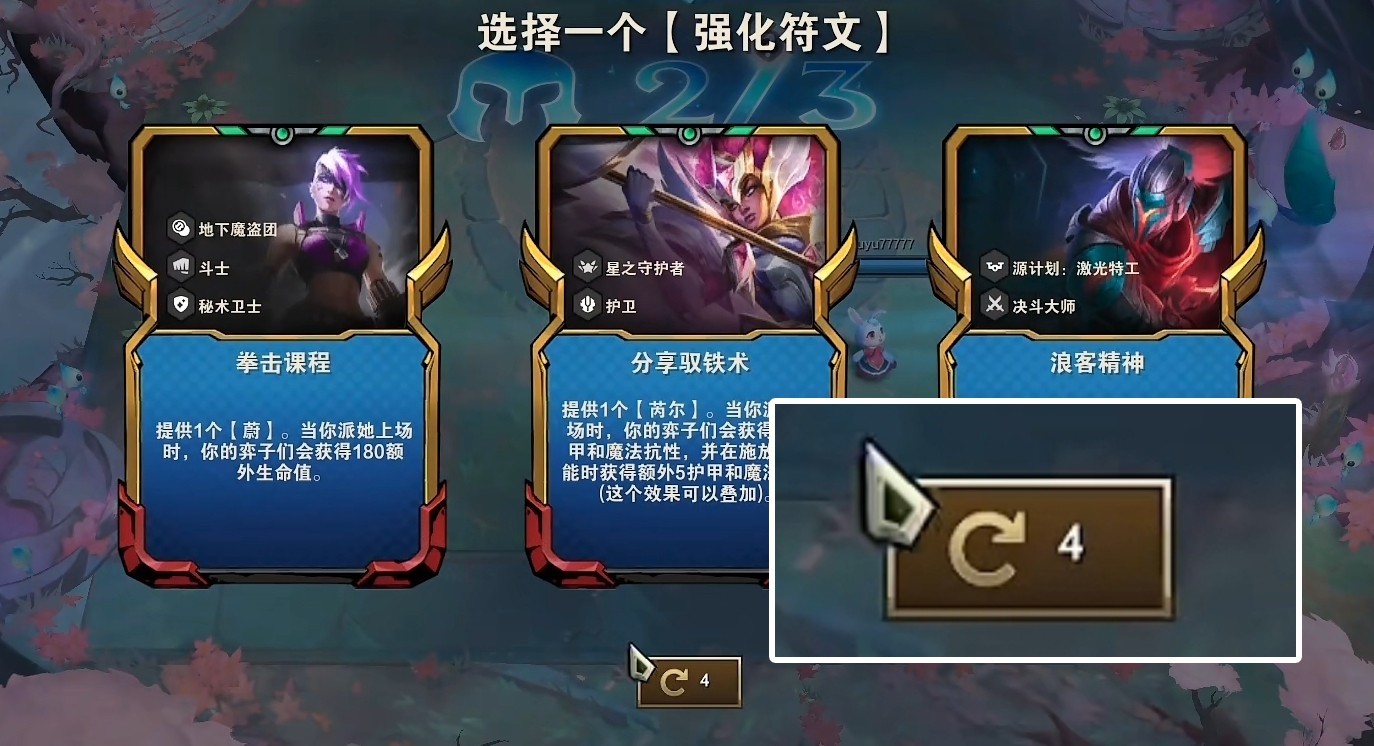 选择一个【强化符文】
2/3
地下魔盗团
斗士
秘术卫士
拳击课程
提供1个【蔚】。当你派她上场
时，你的弈子们会获得180额
外生命值。
星之守护者
护卫
分享驭铁术
提供1个【芮尔】。当你
场时，你的弈子们会获得
甲和魔法抗性，并在施放
能时获得额外5护甲和魔
(这个效果可以叠加)。
uyu77777
源计划：激光特工
决斗大师
浪客精神
4
4